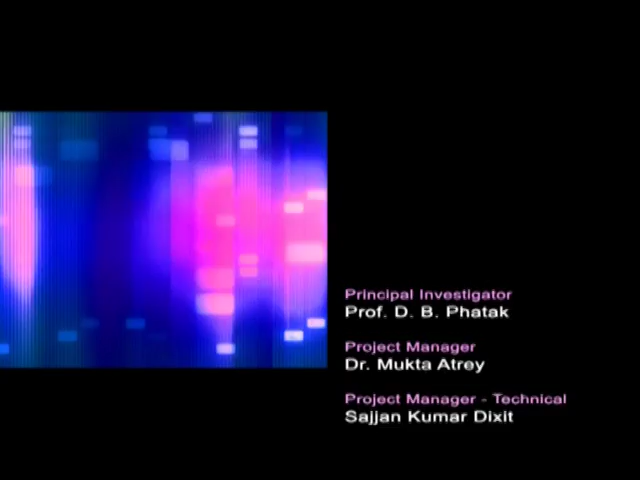 Principal Investigator
Prof. D. B. Phatak
Project Manager
Dr. Mukta Atrey
Project Manager - Technical
Sajjan Kumar Dixit